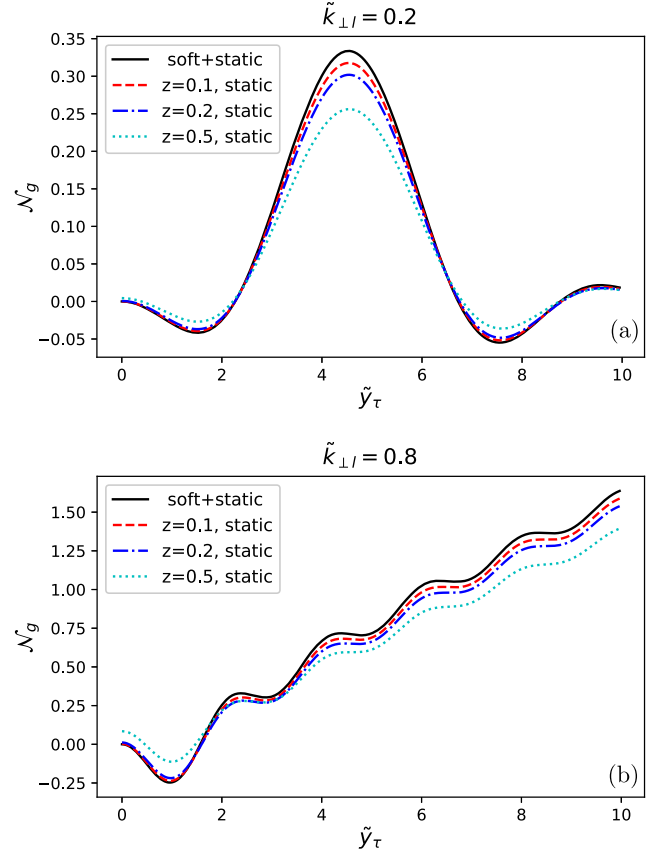 k̃⊥l = 0.2
0.35
0.30
0.25
0.20
0.15
0.10
0.05
0.00
−0.05
𝒩g
soft+static
z=0.1, static
z=0.2, static
z=0.5, static
(a)
0 2 4 6 8 10
ỹτ
k̃⊥l = 0.8
1.50
1.25
1.00
0.75
0.50
0.25
0.00
−0.25
𝒩g
soft+static
z=0.1, static
z=0.2, static
z=0.5, static
(b)
0 2 4 6 8 10
ỹτ